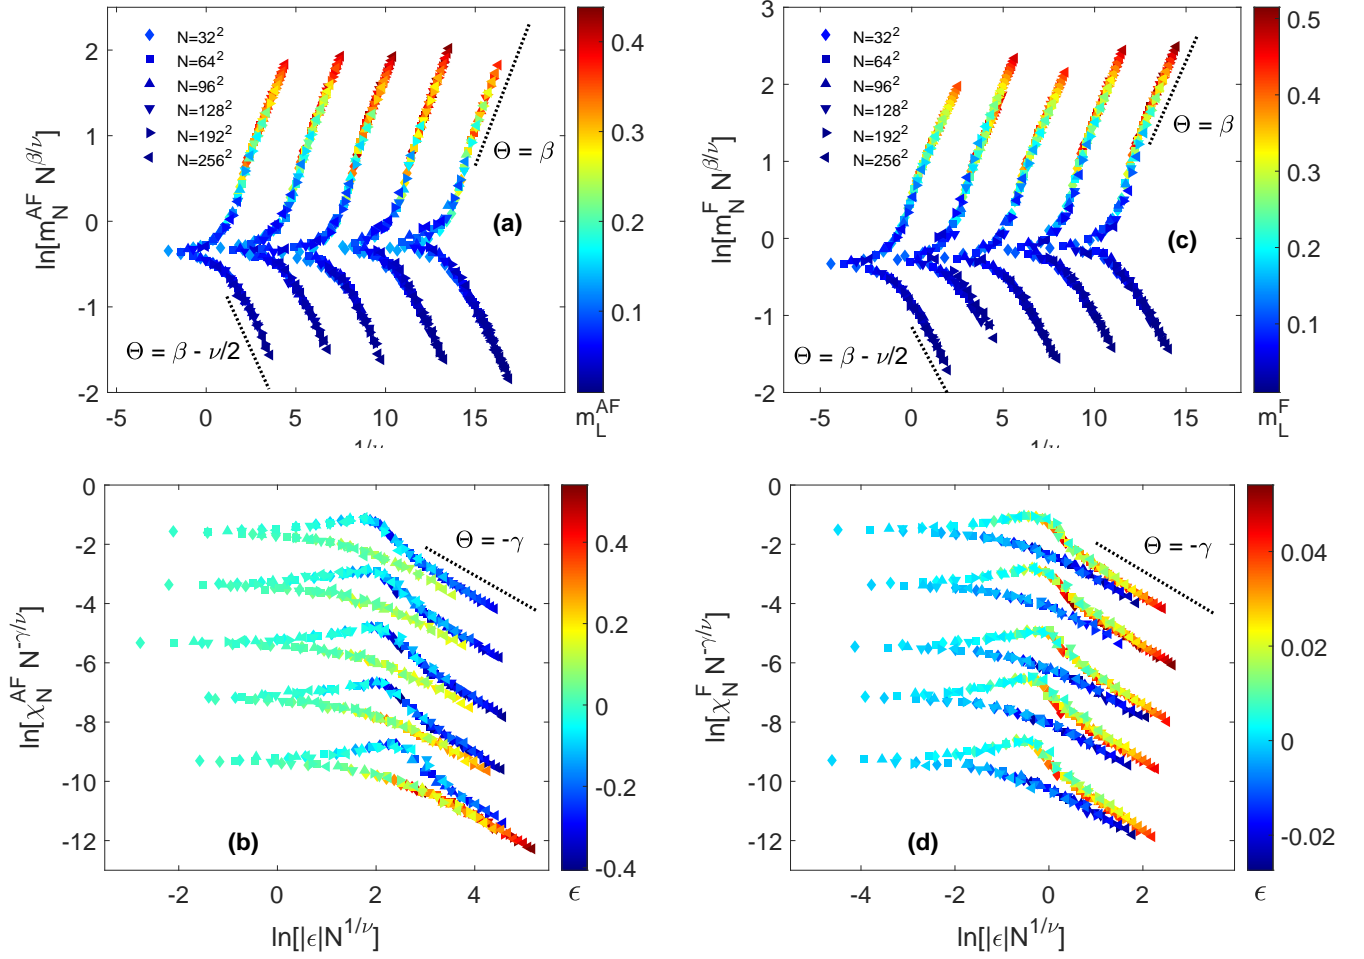 ln[m_N^AF N^β/ν]
2
1
0
-1
-2
-5
0
5
10
15
N=32²
N=64²
N=96²
N=128²
N=192²
N=256²
Θ = β
(a)
Θ = β - ν/2
0.4
0.3
0.2
0.1
m_L^AF
ln[m_N^F N^β/ν]
3
2
1
0
-1
-2
-5
0
5
10
15
N=32²
N=64²
N=96²
N=128²
N=192²
N=256²
Θ = β
(c)
Θ = β - ν/2
0.5
0.4
0.3
0.2
0.1
m_L^F
ln[χ_N^AF N^-γ/ν]
0
-2
-4
-6
-8
-10
-12
-2
0
2
4
Θ = -γ
(b)
ln[|ϵ|N^1/ν]
0.4
0.2
0
-0.2
-0.4
ϵ
ln[χ_N^F N^-γ/ν]
0
-2
-4
-6
-8
-10
-12
-4
-2
0
2
Θ = -γ
(d)
ln[|ϵ|N^1/ν]
0.04
0.02
0
-0.02
ϵ